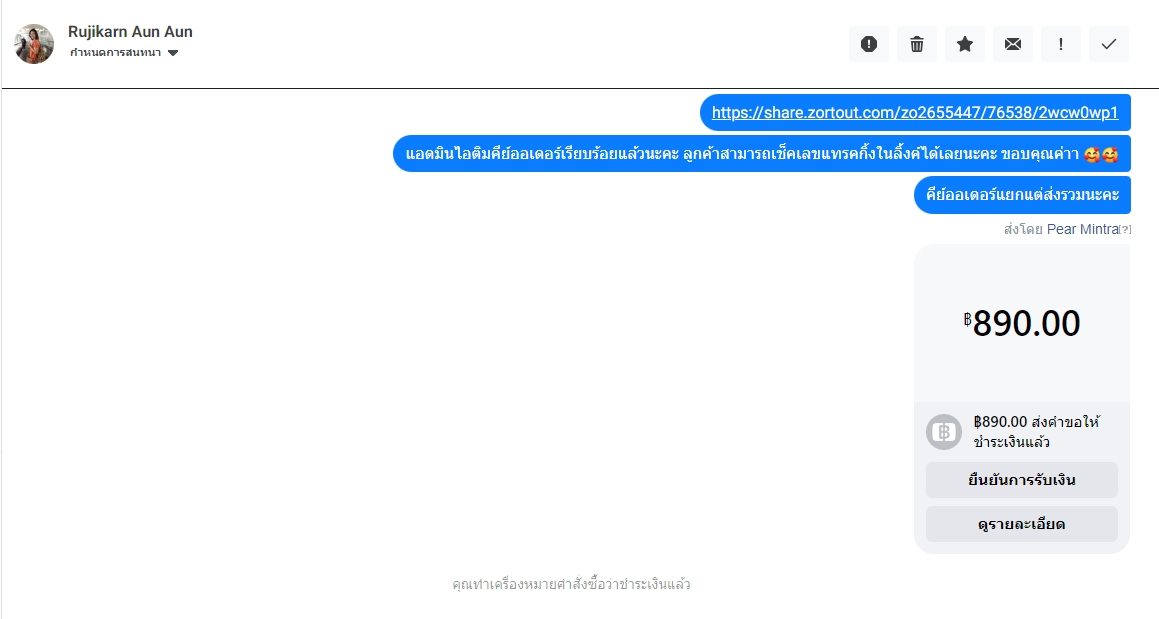 Rujikarn Aun Aun
กำหนดการสนทนา
https://share.zortout.com/zo2655447/76538/2wcw0wp1
แอดมินไอติมคีย์ออเดอร์เรียบร้อยแล้วนะคะ ลูกค้าสามารถเช็คเลขแทรคกิ้งในลิ้งค์ได้เลยนะคะ ขอบคุณค่าา 🥰🥰
คีย์ออเดอร์แยกแต่ส่งรวมนะคะ
ส่งโดย Pear Mintra[?]
฿890.00
฿890.00 ส่งคำขอให้
ชำระเงินแล้ว
ยืนยันการรับเงิน
ดูรายละเอียด
คุณทำเครื่องหมายคำสั่งซื้อว่าชำระเงินแล้ว